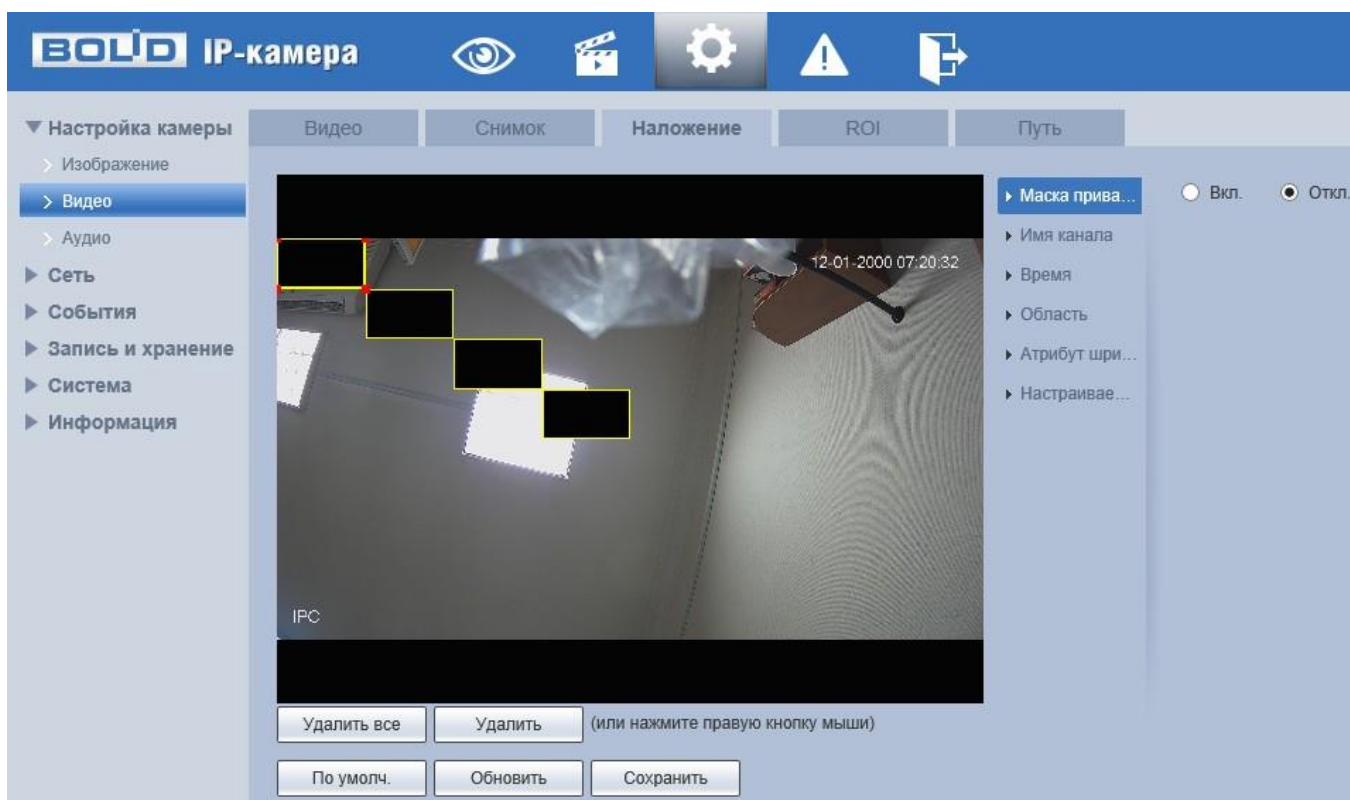 BOLID IP-камера
Настройка камеры
Изображение
Видео
Аудио
Сеть
События
Запись и хранение
Система
Информация
Видео Снимок Наложение ROI Путь
12-01-2000 07:20:32
IPC
Маска прива...
Имя канала
Время
Область
Атрибут шри...
Настраивае...
Вкл. Откл.
Удалить все Удалить (или нажмите правую кнопку мыши)
По умолч. Обновить Сохранить